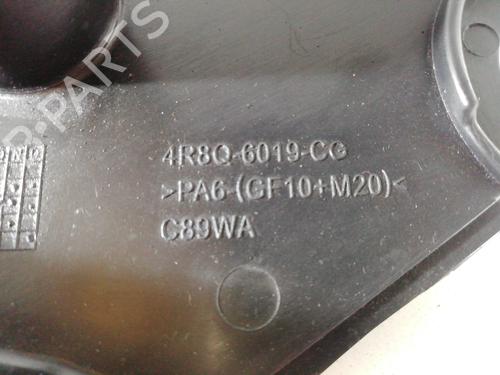 B-PARTS
4R8Q-6019-CG
>PA6-(GF10+M20)<
C89WA